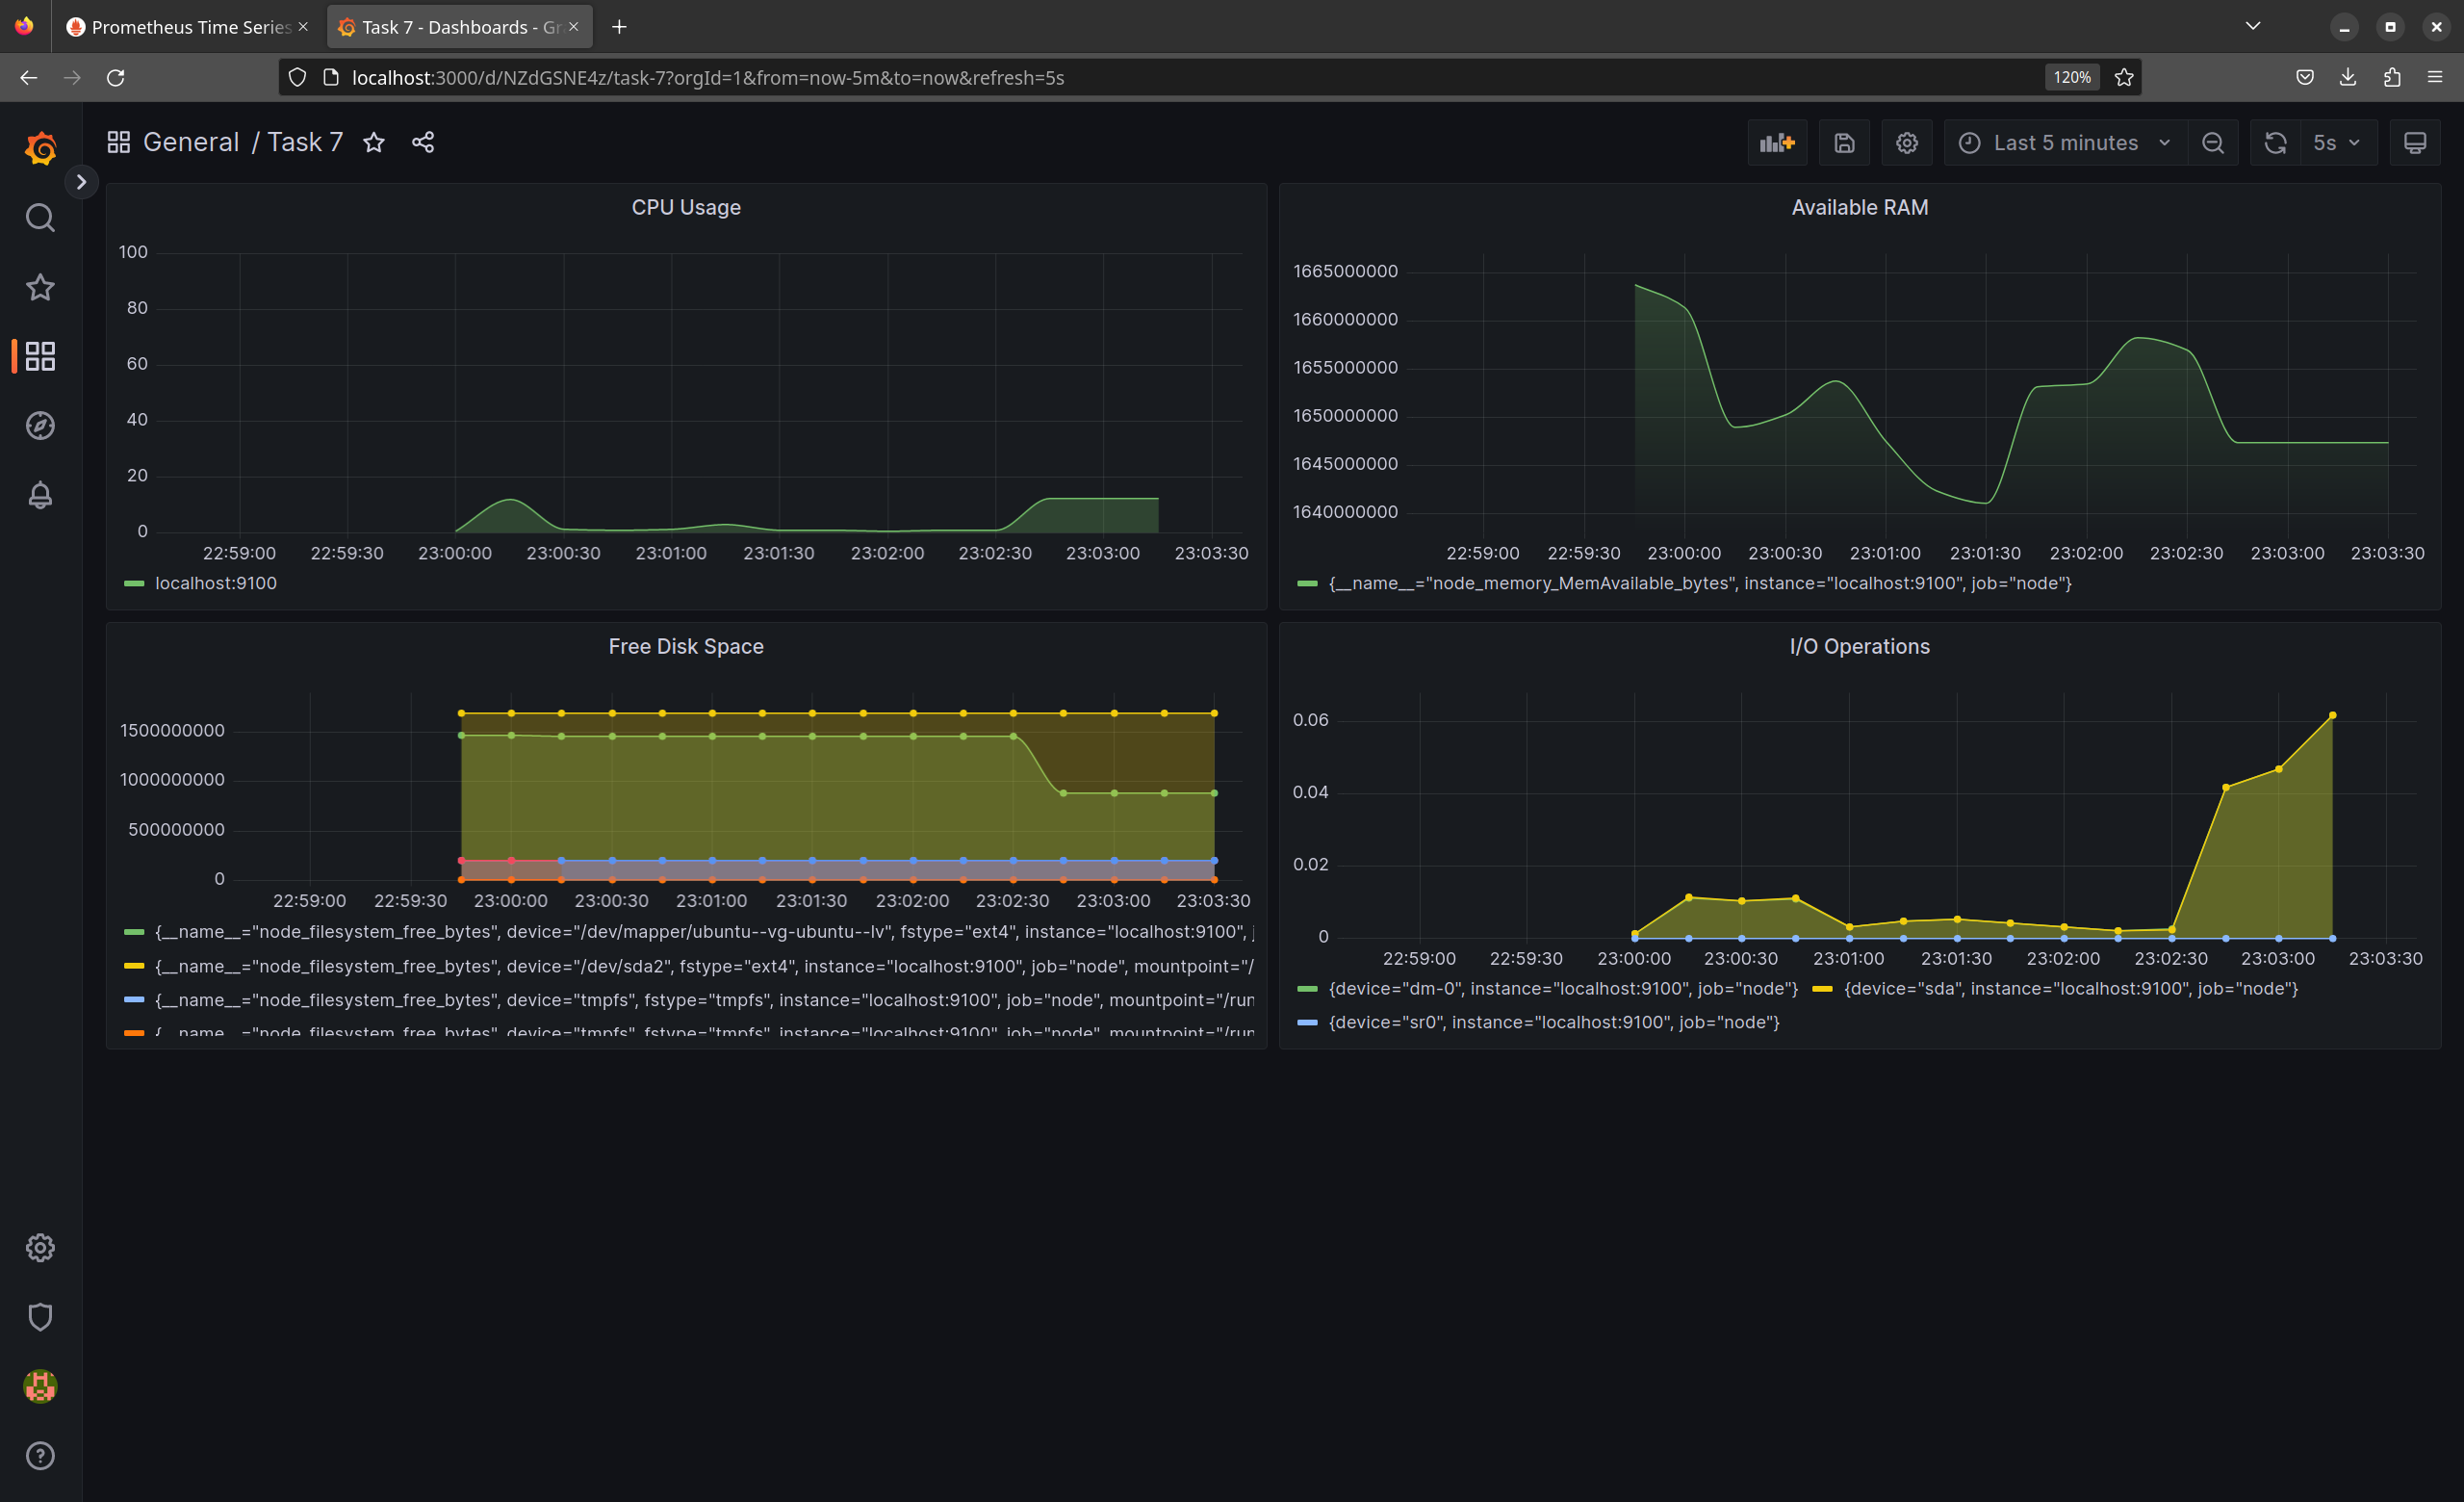 Prometheus Time Series
Task 7 - Dashboards - Gr
localhost:3000/d/NZdGSNE4z/task-7?orgId=1&from=now-5m&to=now&refresh=5s
120%
General / Task 7
Last 5 minutes
5s
CPU Usage
100
80
60
40
20
0
22:59:00 22:59:30 23:00:00 23:00:30 23:01:00 23:01:30 23:02:00 23:02:30 23:03:00 23:03:30
localhost:9100
Available RAM
1665000000
1660000000
1655000000
1650000000
1645000000
1640000000
22:59:00 22:59:30 23:00:00 23:00:30 23:01:00 23:01:30 23:02:00 23:02:30 23:03:00 23:03:30
{__name__="node_memory_MemAvailable_bytes", instance="localhost:9100", job="node"}
Free Disk Space
1500000000
1000000000
500000000
0
22:59:00 22:59:30 23:00:00 23:00:30 23:01:00 23:01:30 23:02:00 23:02:30 23:03:00 23:03:30
{__name__="node_filesystem_free_bytes", device="/dev/mapper/ubuntu--vg-ubuntu--lv", fstype="ext4", instance="localhost:9100", j
{__name__="node_filesystem_free_bytes", device="/dev/sda2", fstype="ext4", instance="localhost:9100", job="node", mountpoint="/
{__name__="node_filesystem_free_bytes", device="tmpfs", fstype="tmpfs", instance="localhost:9100", job="node", mountpoint="/run
{__name__="node_filesystem_free_bytes", device="tmpfs", fstype="tmpfs", instance="localhost:9100", job="node", mountpoint="/run
I/O Operations
0.06
0.04
0.02
0
22:59:00 22:59:30 23:00:00 23:00:30 23:01:00 23:01:30 23:02:00 23:02:30 23:03:00 23:03:30
{device="dm-0", instance="localhost:9100", job="node"} {device="sda", instance="localhost:9100", job="node"}
{device="sr0", instance="localhost:9100", job="node"}